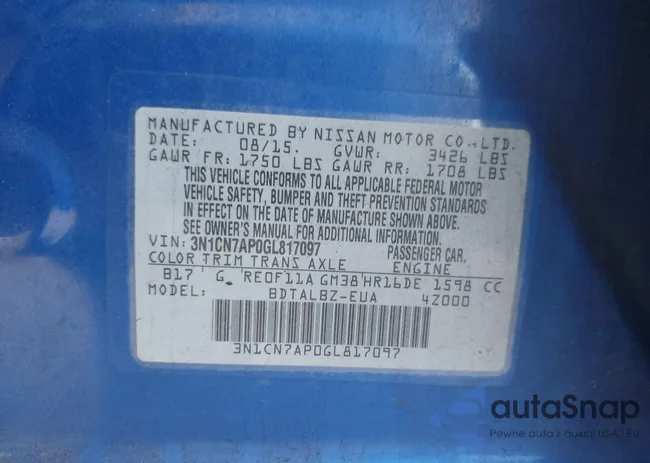 MANUFACTURED BY NISSAN MOTOR CO.,LTD.
DATE: 08/15. GVWR: 3426 LBS
GAWR FR: 1750 LBS GAWR RR: 1708 LBS
THIS VEHICLE CONFORMS TO ALL APPLICABLE FEDERAL MOTOR
VEHICLE SAFETY, BUMPER AND THEFT PREVENTION STANDARDS
IN EFFECT ON THE DATE OF MANUFACTURE SHOWN ABOVE.
SEE OWNER'S MANUAL FOR ADDITIONAL INFORMATION.
VIN: 3N1CN7AP0GL817097 PASSENGER CAR.
COLOR TRIM TRANS AXLE ENGINE
B17 G RE0F11A GM38 HR16DE 1598 CC
MODEL: BDTALBZ-EUA 4Z000
3N1CN7AP0GL817097
autaSnap
Pewne auta z aukcji USA i EU